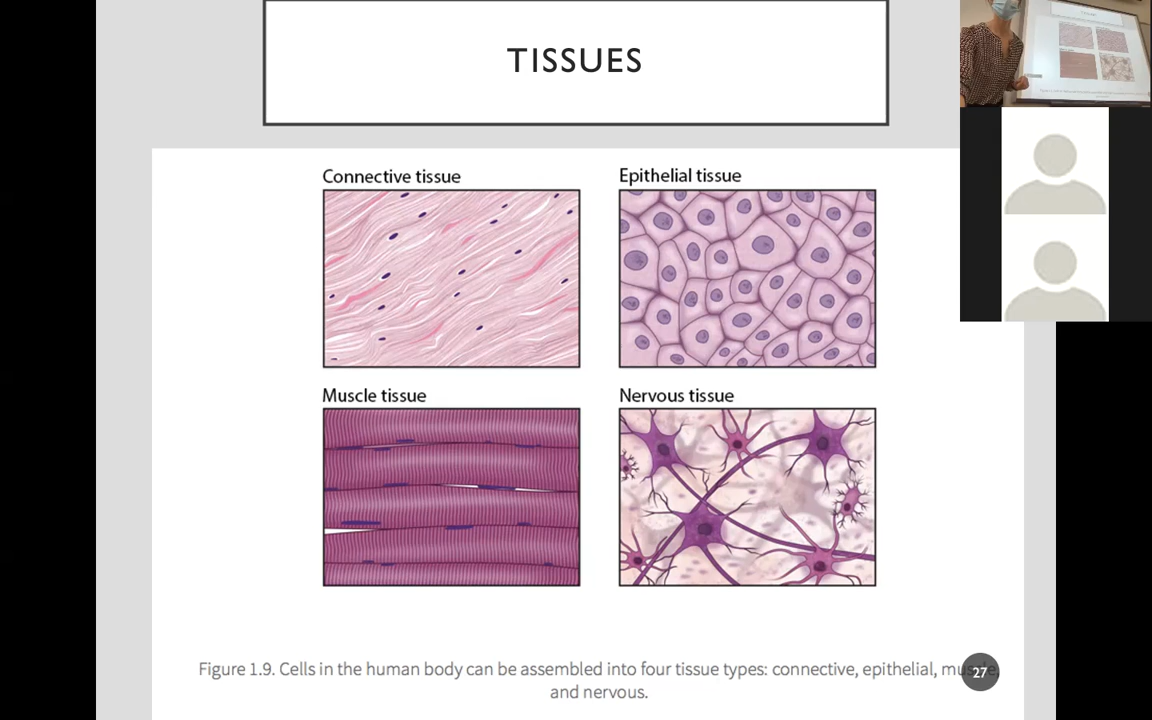 TISSUES
Connective tissue
Epithelial tissue
Muscle tissue
Nervous tissue
Figure 1.9. Cells in the human body can be assembled into four tissue types: connective, epithelial, muscle,
and nervous.
27